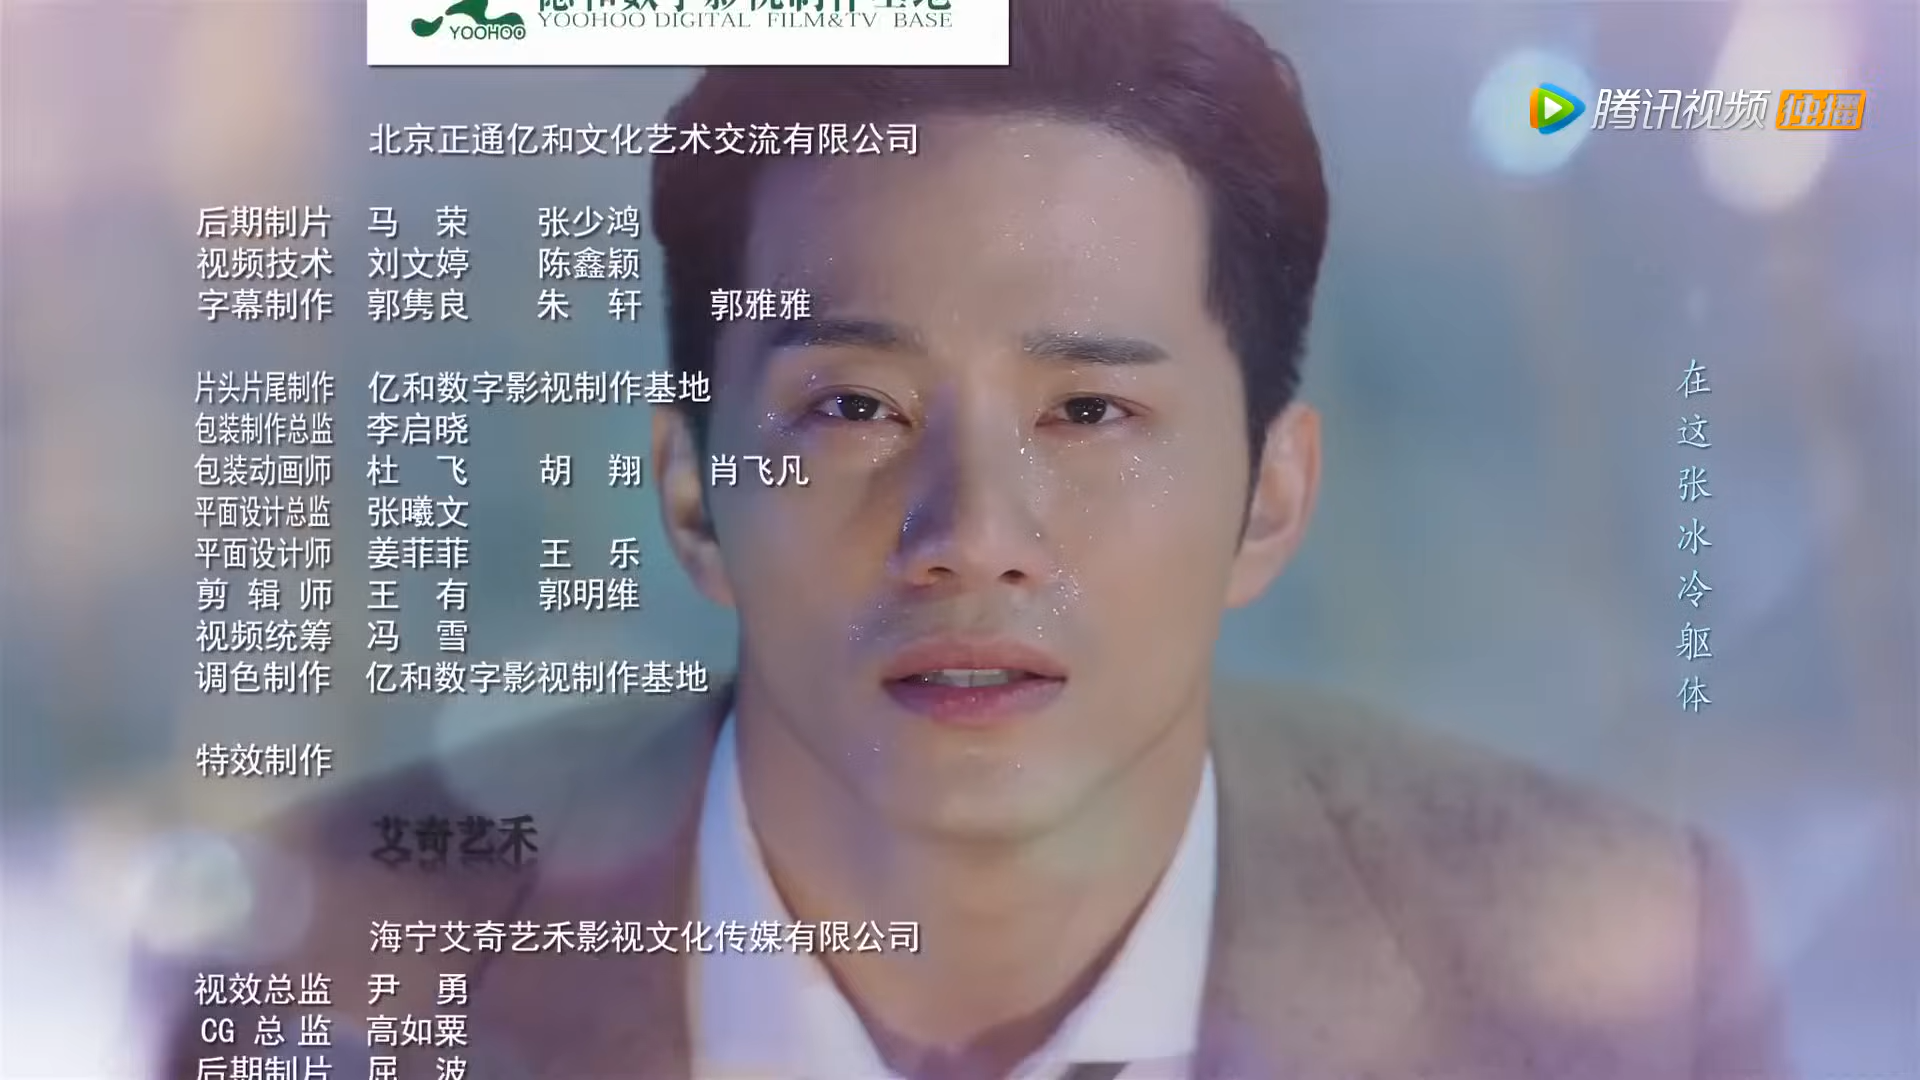 YOOHOO
YOOHOO DIGITAL FILM&TV BASE
腾讯视频 独播
北京正通亿和文化艺术交流有限公司
后期制片 马 荣 张少鸿
视频技术 刘文婷 陈鑫颖
字幕制作 郭隽良 朱 轩 郭雅雅
片头片尾制作 亿和数字影视制作基地
包装制作总监 李启晓
包装动画师 杜 飞 胡 翔 肖飞凡
平面设计总监 张曦文
平面设计师 姜菲菲 王 乐
剪 辑 师 王 有 郭明维
视频统筹 冯 雪
调色制作 亿和数字影视制作基地
特效制作
艾奇艺禾
海宁艾奇艺禾影视文化传媒有限公司
视效总监 尹 勇
CG 总 监 高如粟
后期制片 屈 波
在这张冰冷躯体